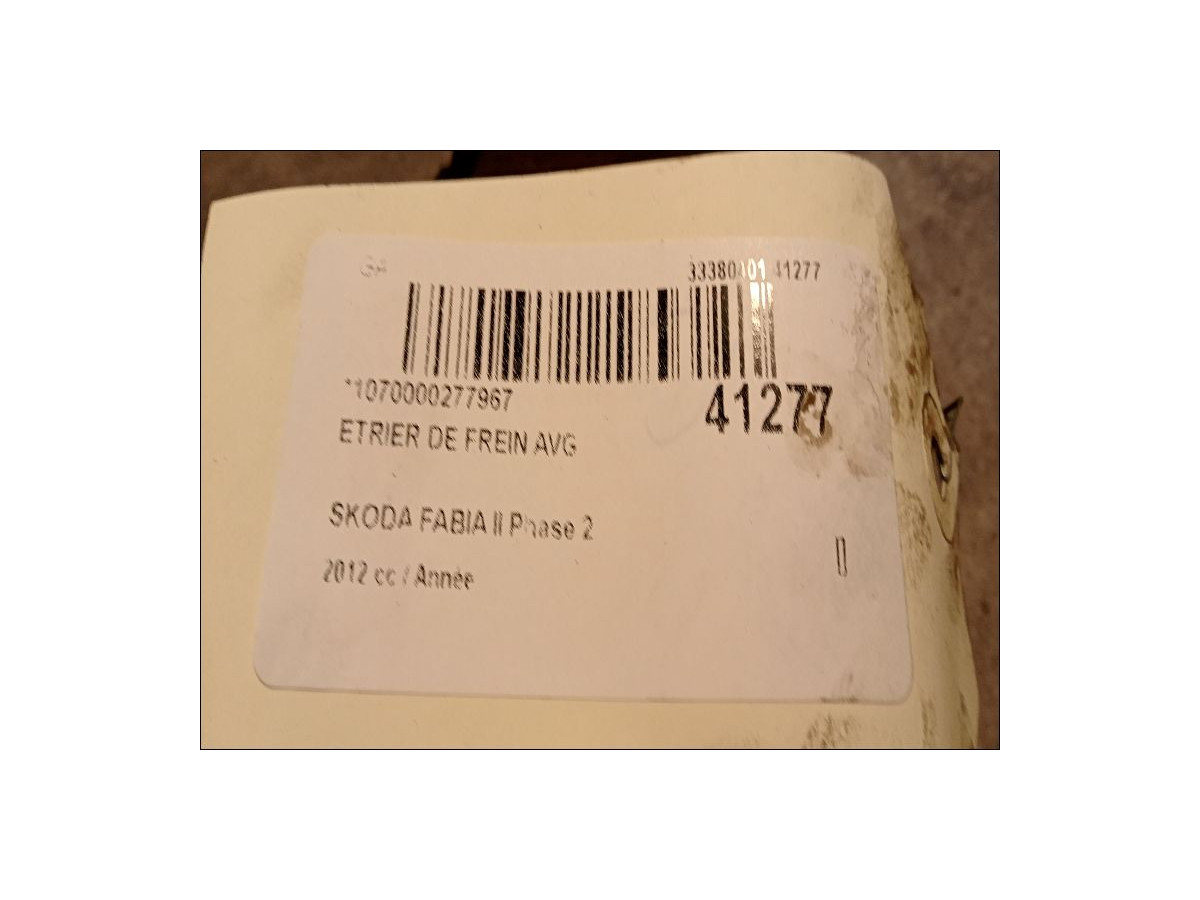 33380401 41277
*1070000277967
41277
ETRIER DE FREIN AVG
SKODA FABIA II Phase 2
2012 cc / Année